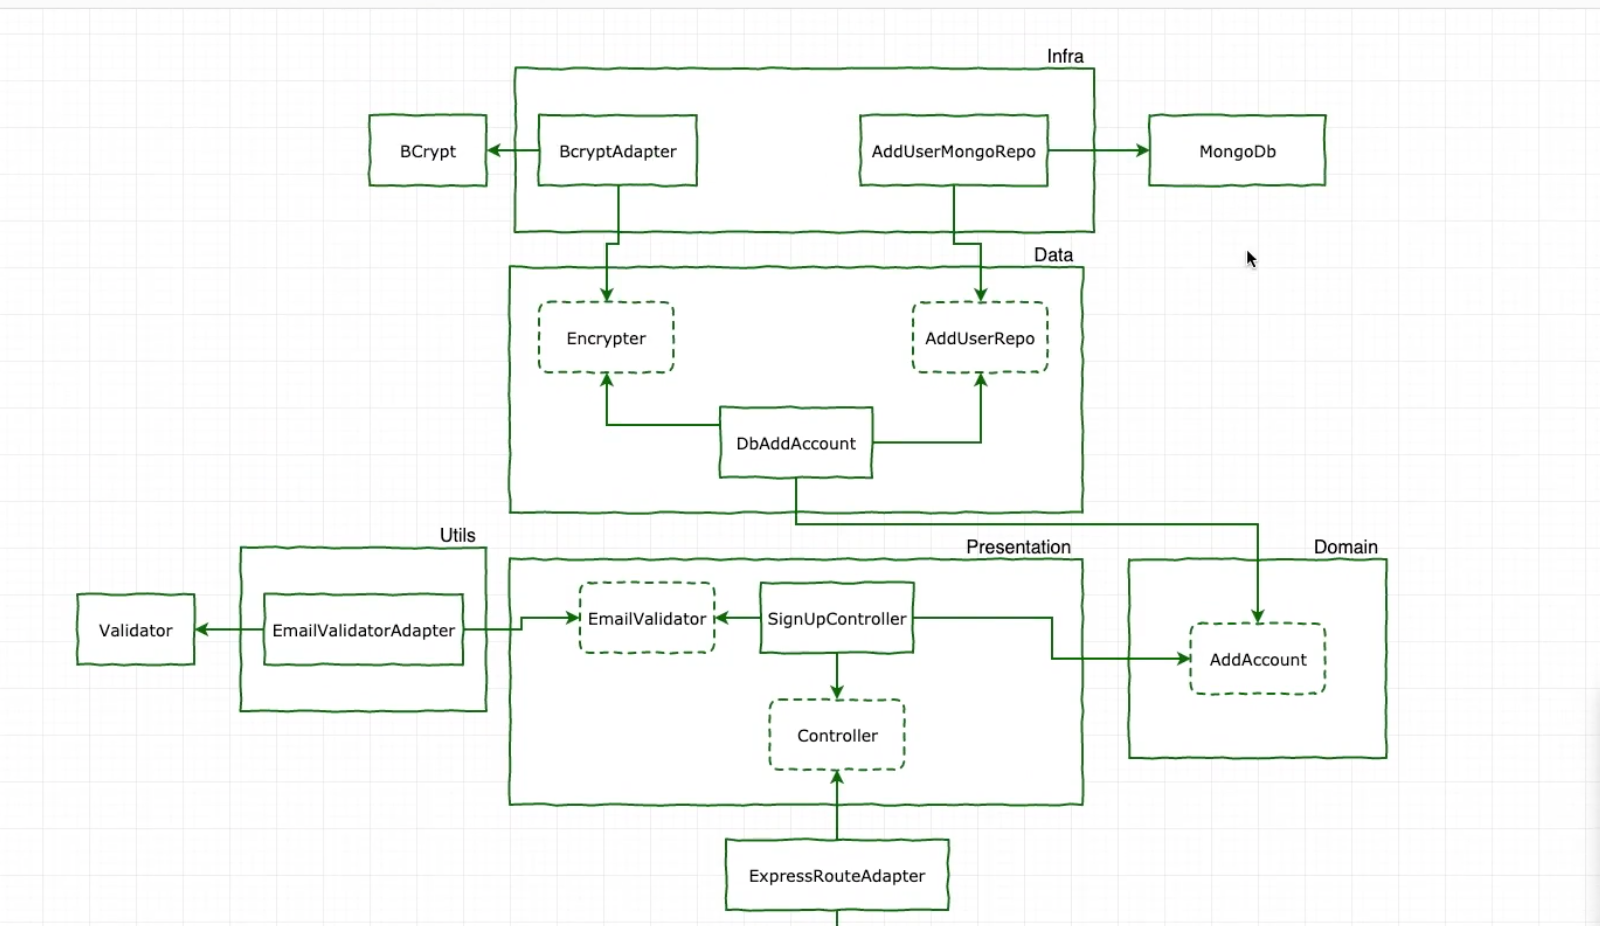 Infra
BCrypt
BcryptAdapter
AddUserMongoRepo
MongoDb
Data
Encrypter
AddUserRepo
DbAddAccount
Utils
Presentation
Domain
Validator
EmailValidatorAdapter
EmailValidator
SignUpController
AddAccount
Controller
ExpressRouteAdapter